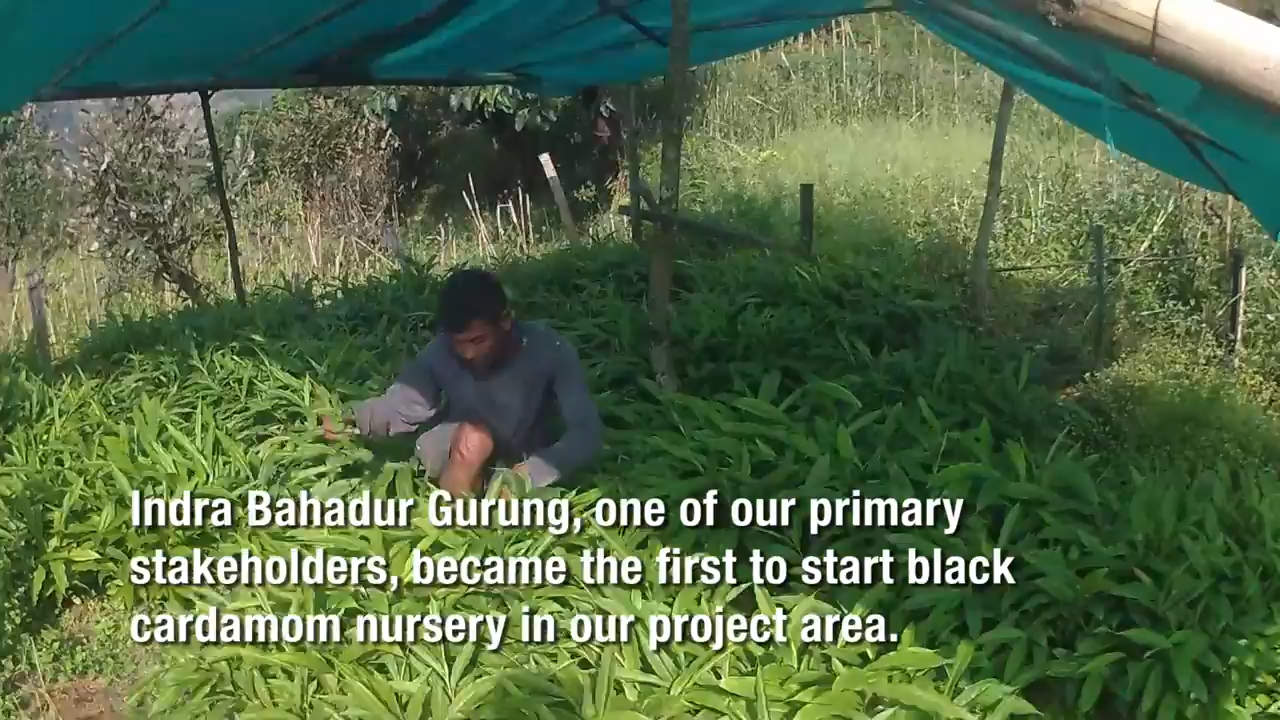 Indra Bahadur Gurung, one of our primary
stakeholders, became the first to start black
cardamom nursery in our project area.